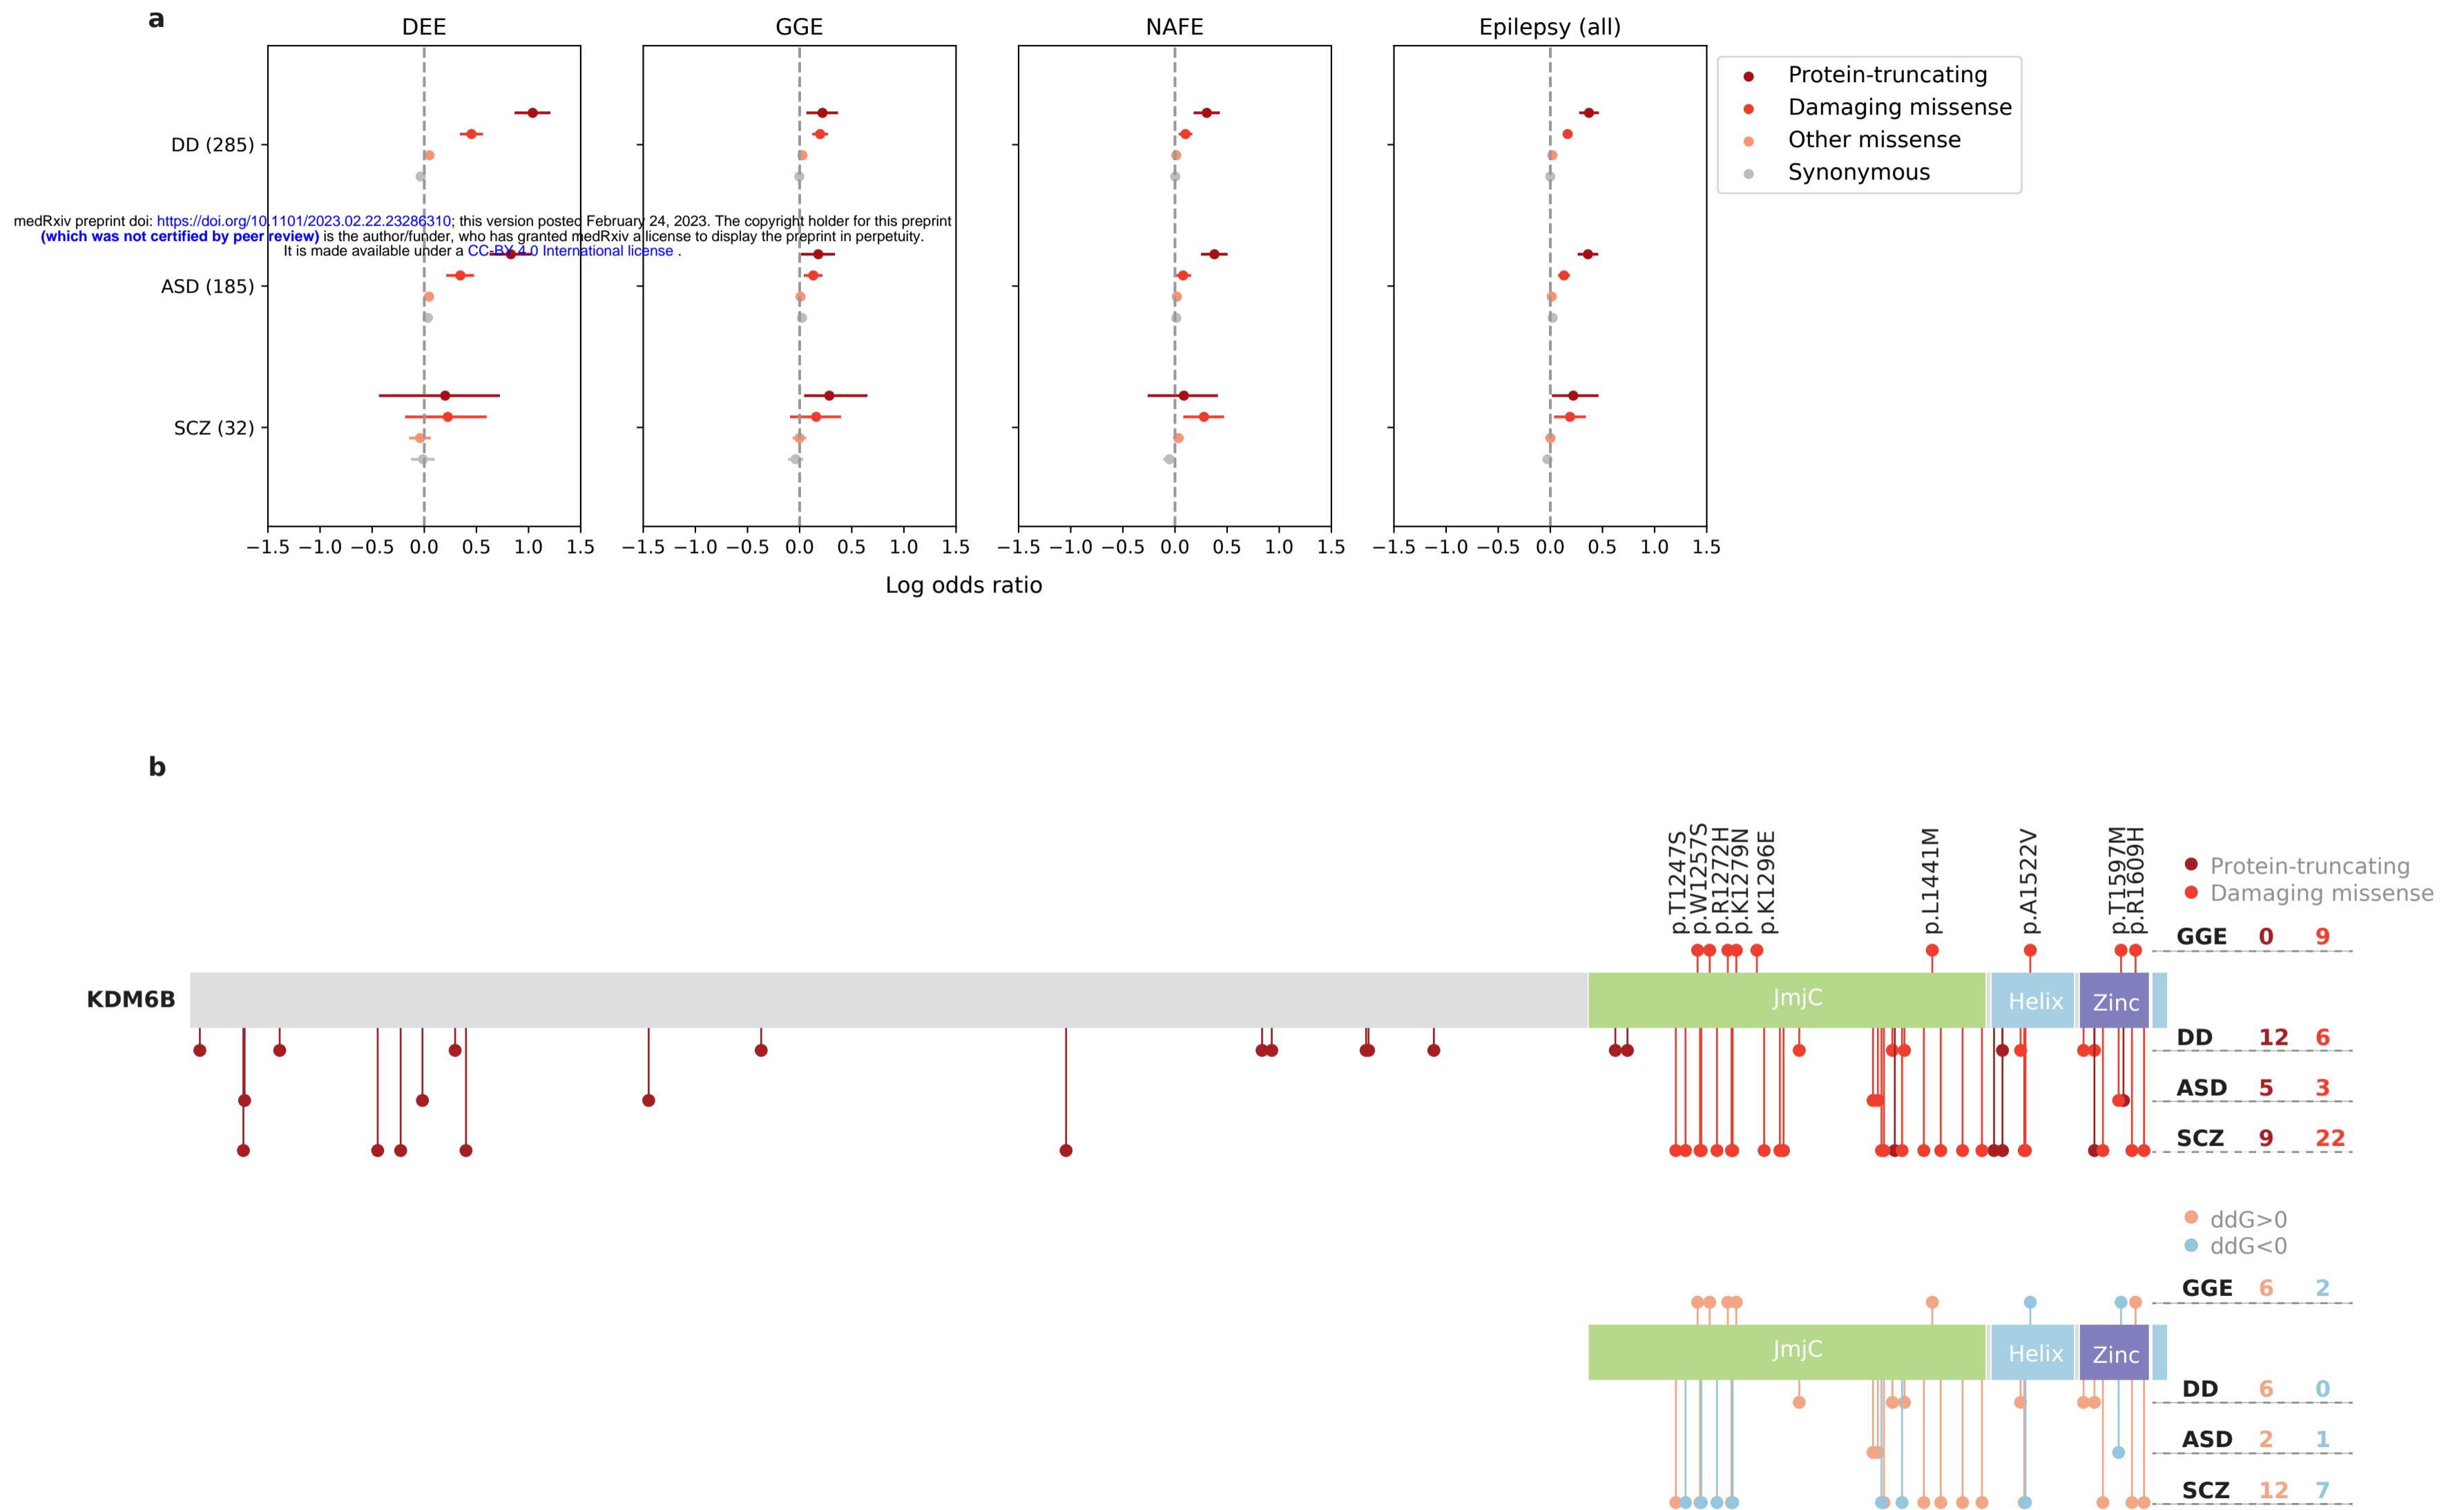 a
DEE
GGE
NAFE
Epilepsy (all)
Protein-truncating
Damaging missense
Other missense
Synonymous
DD (285)
ASD (185)
SCZ (32)
medRxiv preprint doi: https://doi.org/10.1101/2023.02.22.23286310; this version posted February 24, 2023. The copyright holder for this preprint
(which was not certified by peer review) is the author/funder, who has granted medRxiv a license to display the preprint in perpetuity.
It is made available under a CC-BY 4.0 International license .
−1.5 −1.0 −0.5 0.0 0.5 1.0 1.5
−1.5 −1.0 −0.5 0.0 0.5 1.0 1.5
−1.5 −1.0 −0.5 0.0 0.5 1.0 1.5
−1.5 −1.0 −0.5 0.0 0.5 1.0 1.5
Log odds ratio
b
p.T1247S
p.W1257S
p.R1272H
p.K1279N
p.K1296E
p.L1441M
p.A1522V
p.T1597M
p.R1609H
Protein-truncating
Damaging missense
GGE 0 9
KDM6B
JmjC
Helix
Zinc
DD 12 6
ASD 5 3
SCZ 9 22
ddG>0
ddG<0
GGE 6 2
JmjC
Helix
Zinc
DD 6 0
ASD 2 1
SCZ 12 7